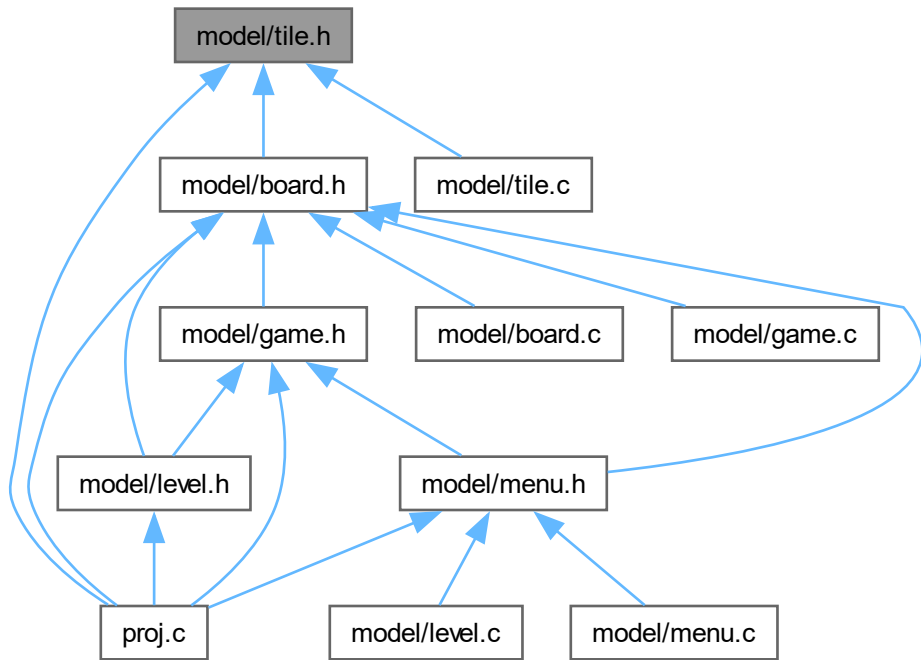 model/tile.h
model/board.h
model/tile.c
model/game.h
model/board.c
model/game.c
model/level.h
model/menu.h
proj.c
model/level.c
model/menu.c